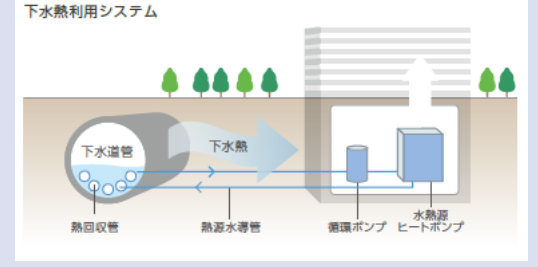 下水熱利用システム
下水道管
下水熱
熱回収管
熱源水導管
循環ポンプ
水熱源
ヒートポンプ